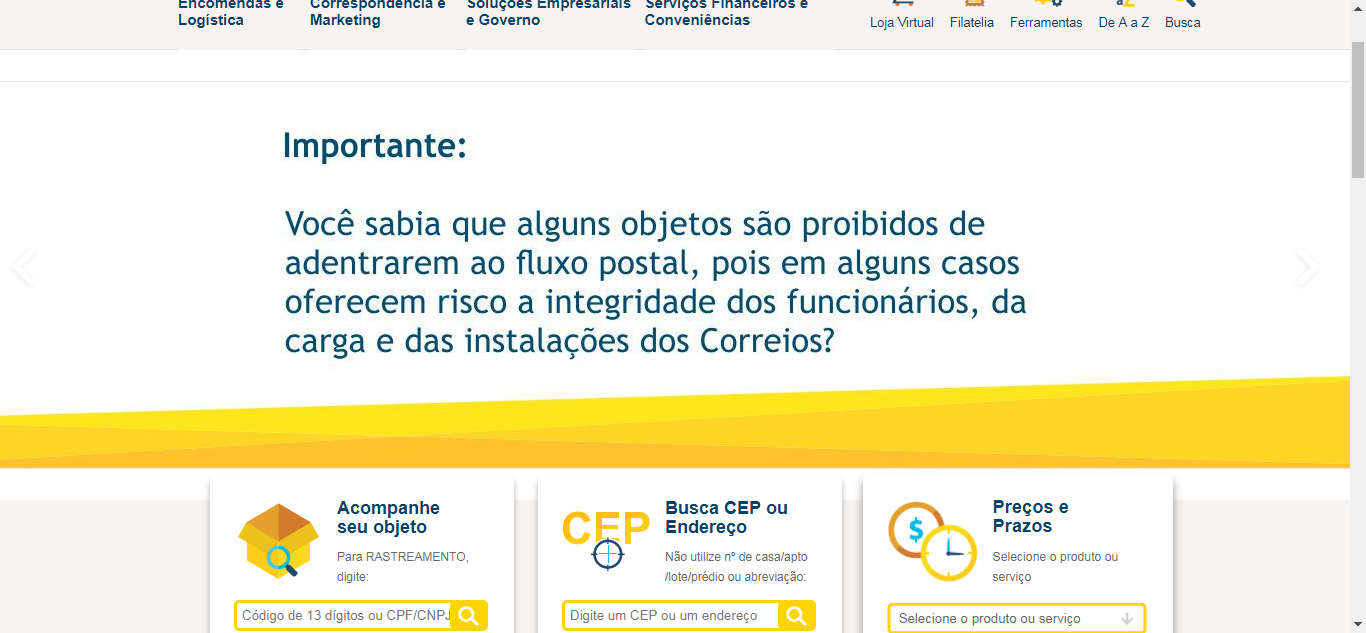 Encomendas e
Logística
Correspondência e
Marketing
Soluções Empresariais
e Governo
Serviços Financeiros e
Conveniências
Loja Virtual
Filatelia
Ferramentas
De A a Z
Busca
Importante:
Você sabia que alguns objetos são proibidos de
adentrarem ao fluxo postal, pois em alguns casos
oferecem risco a integridade dos funcionários, da
carga e das instalações dos Correios?
Acompanhe
seu objeto
Para RASTREAMENTO,
digite:
Código de 13 dígitos ou CPF/CNPJ
CEP
Busca CEP ou
Endereço
Não utilize nº de casa/apto
/lote/prédio ou abreviação:
Digite um CEP ou um endereço
$
Preços e
Prazos
Selecione o produto ou
serviço
Selecione o produto ou serviço